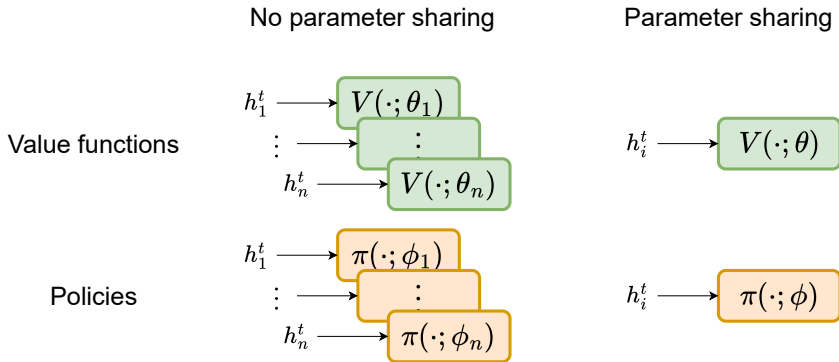 No parameter sharing
Parameter sharing
Value functions
h_1^t
V(·; θ_1)
⋮
⋮
h_n^t
V(·; θ_n)
h_i^t
V(·; θ)
Policies
h_1^t
π(·; ϕ_1)
⋮
⋮
h_n^t
π(·; ϕ_n)
h_i^t
π(·; ϕ)